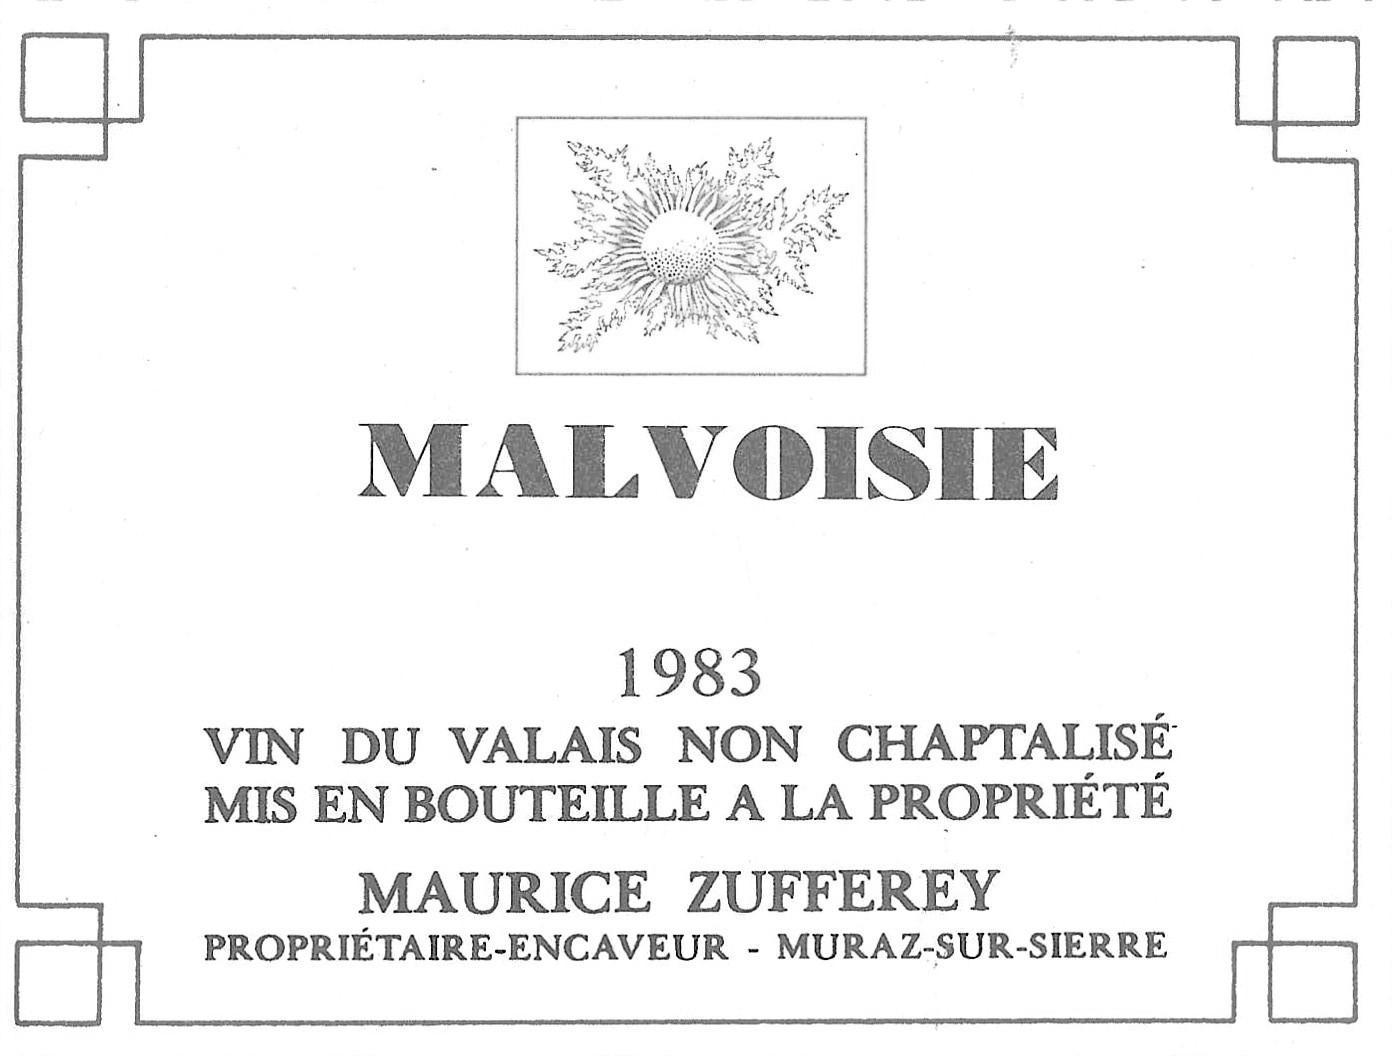 MALVOISIE
1983
VIN DU VALAIS NON CHAPTALISÉ
MIS EN BOUTEILLE A LA PROPRIÉTÉ
MAURICE ZUFFEREY
PROPRIÉTAIRE-ENCAVEUR - MURAZ-SUR-SIERRE